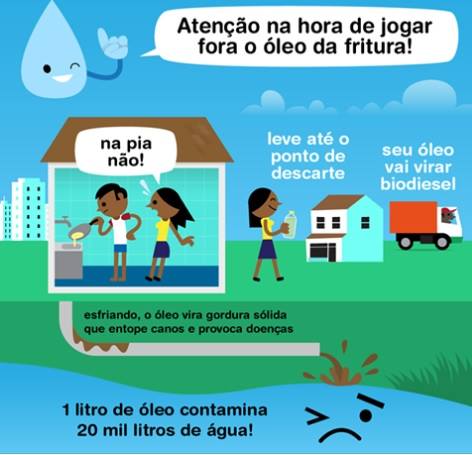 Atenção na hora de jogar
fora o óleo da fritura!
na pia
não!
leve até o
ponto de
descarte
seu óleo
vai virar
biodiesel
esfriando, o óleo vira gordura sólida
que entope canos e provoca doenças
1 litro de óleo contamina
20 mil litros de água!